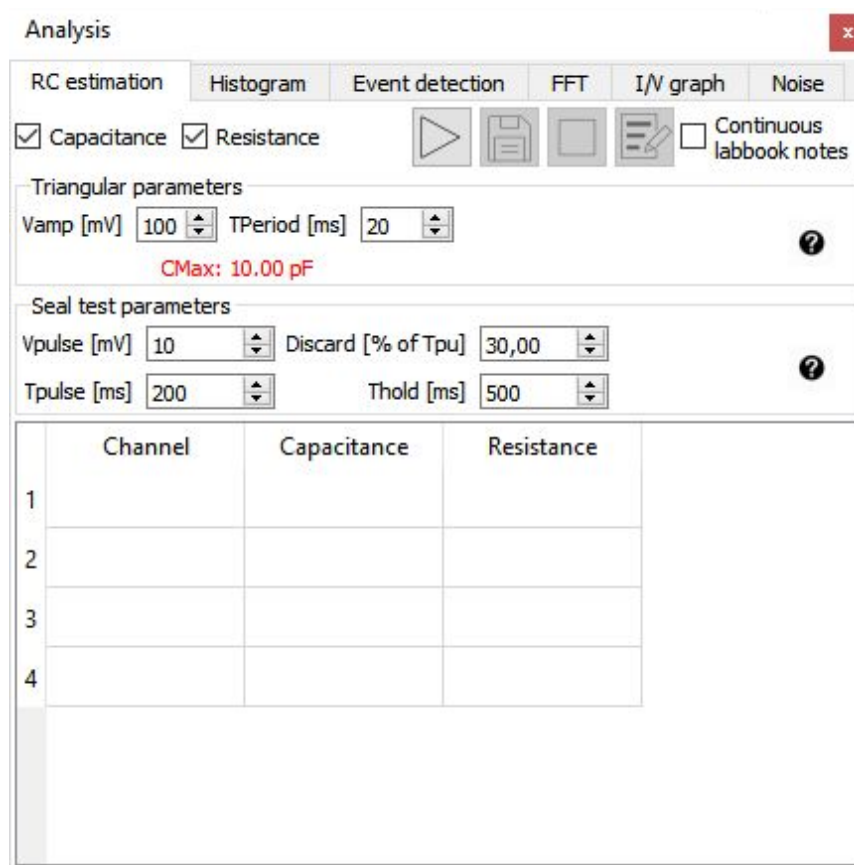 Analysis
x
RC estimation Histogram Event detection FFT I/V graph Noise
Capacitance Resistance Continuous
labbook notes
Triangular parameters
Vamp [mV] 100 TPeriod [ms] 20
?
CMax: 10.00 pF
Seal test parameters
Vpulse [mV] 10 Discard [% of Tpu] 30,00
?
Tpulse [ms] 200 Thold [ms] 500
Channel Capacitance Resistance
1
2
3
4